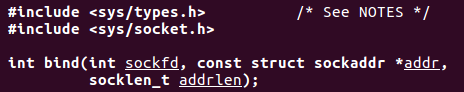 #include <sys/types.h>          /* See NOTES */
#include <sys/socket.h>
int bind(int sockfd, const struct sockaddr *addr,
         socklen_t addrlen);